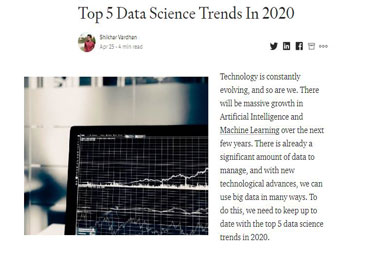 Top 5 Data Science Trends In 2020
Shikhar Vardhan
Apr 25 · 4 min read
Technology is constantly
evolving, and so are we. There
will be massive growth in
Artificial Intelligence and
Machine Learning over the next
few years. There is already a
significant amount of data to
manage, and with new
technological advances, we can
use big data in many ways. To
do this, we need to keep up to
date with the top 5 data science
trends in 2020.